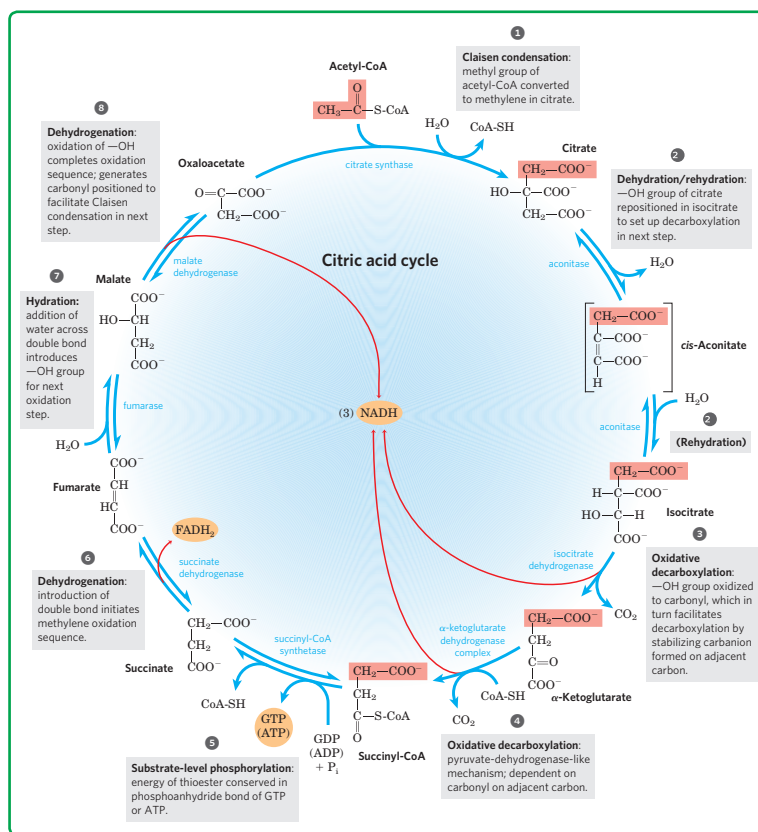 1
Claisen condensation:
methyl group of
acetyl-CoA converted
to methylene in citrate.
Acetyl-CoA
O
CH₃—C—S-CoA
H₂O
CoA-SH
citrate synthase
8
Dehydrogenation:
oxidation of —OH
completes oxidation
sequence; generates
carbonyl positioned to
facilitate Claisen
condensation in next
step.
Oxaloacetate
O=C—COO⁻
CH₂—COO⁻
Citrate
CH₂—COO⁻
HO—C—COO⁻
CH₂—COO⁻
2
Dehydration/rehydration:
—OH group of citrate
repositioned in isocitrate
to set up decarboxylation
in next step.
aconitase
H₂O
malate
dehydrogenase
Citric acid cycle
7
Hydration:
addition of
water across
double bond
introduces
—OH group
for next
oxidation
step.
Malate
COO⁻
HO—CH
CH₂
COO⁻
CH₂—COO⁻
C—COO⁻
C—COO⁻
H
cis-Aconitate
(3) NADH
fumarase
H₂O
aconitase
H₂O
2
(Rehydration)
Fumarate
COO⁻
CH
HC
COO⁻
CH₂—COO⁻
H—C—COO⁻
HO—C—H
COO⁻
Isocitrate
FADH₂
succinate
dehydrogenase
6
Dehydrogenation:
introduction of
double bond initiates
methylene oxidation
sequence.
isocitrate
dehydrogenase
CO₂
3
Oxidative
decarboxylation:
—OH group oxidized
to carbonyl, which in
turn facilitates
decarboxylation by
stabilizing carbanion
formed on adjacent
carbon.
CH₂—COO⁻
CH₂
COO⁻
Succinate
succinyl-CoA
synthetase
α-ketoglutarate
dehydrogenase
complex
CH₂—COO⁻
CH₂
C=O
COO⁻
α-Ketoglutarate
CoA-SH
GTP
(ATP)
GDP
(ADP)
+ Pᵢ
CH₂—COO⁻
CH₂
C—S-CoA
O
Succinyl-CoA
CoA-SH
CO₂
5
Substrate-level phosphorylation:
energy of thioester conserved in
phosphoanhydride bond of GTP
or ATP.
4
Oxidative decarboxylation:
pyruvate-dehydrogenase-like
mechanism; dependent on
carbonyl on adjacent carbon.